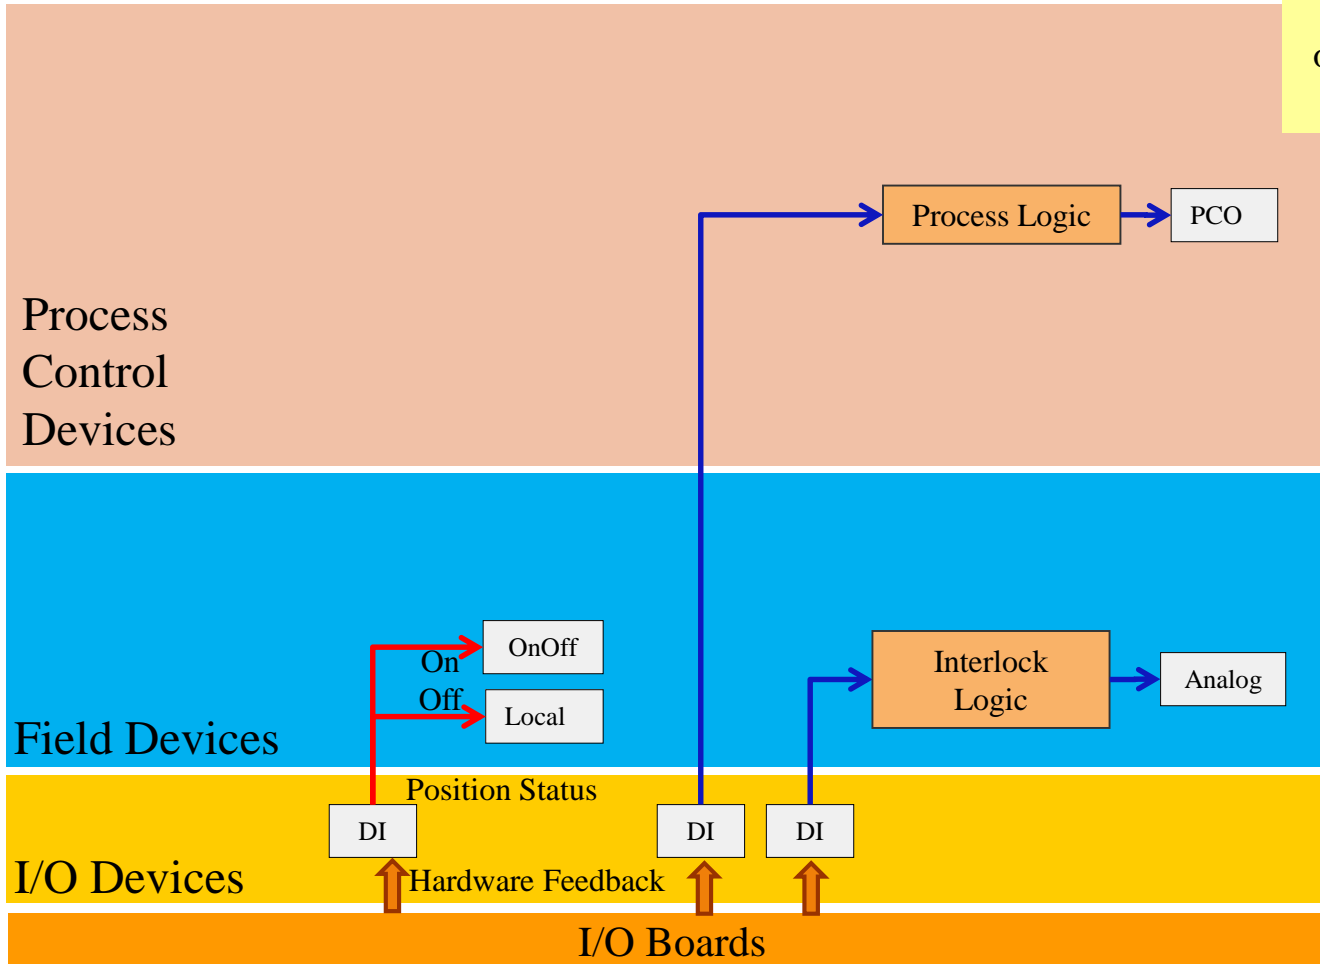 Process Logic
PCO
Process
Control
Devices
OnOff
On
Off
Local
Interlock
Logic
Analog
Field Devices
Position Status
DI
DI
DI
I/O Devices
Hardware Feedback
I/O Boards